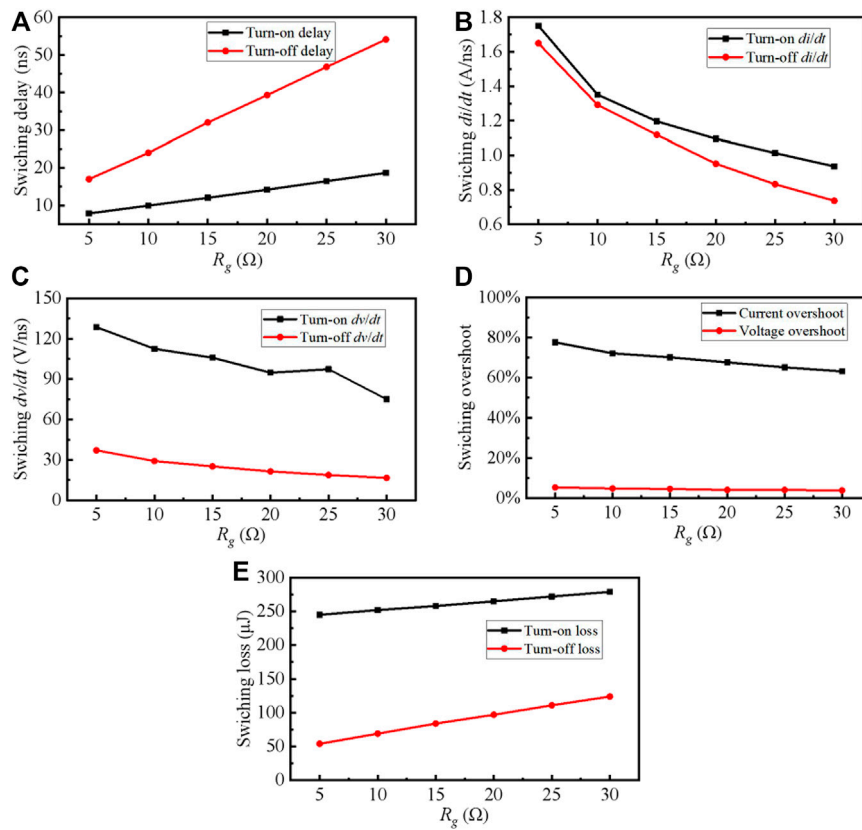 A
60
50
40
30
20
10
Swiching delay (ns)
Turn-on delay
Turn-off delay
5 10 15 20 25 30
R_g (Ω)
B
1.8
1.6
1.4
1.2
1.0
0.8
0.6
Swiching di/dt (A/ns)
Turn-on di/dt
Turn-off di/dt
5 10 15 20 25 30
R_g (Ω)
C
150
120
90
60
30
0
Swiching dv/dt (V/ns)
Turn-on dv/dt
Turn-off dv/dt
5 10 15 20 25 30
R_g (Ω)
D
100%
80%
60%
40%
20%
0%
Swiching overshoot
Current overshoot
Voltage overshoot
5 10 15 20 25 30
R_g (Ω)
E
300
250
200
150
100
50
0
Swiching loss (μJ)
Turn-on loss
Turn-off loss
5 10 15 20 25 30
R_g (Ω)